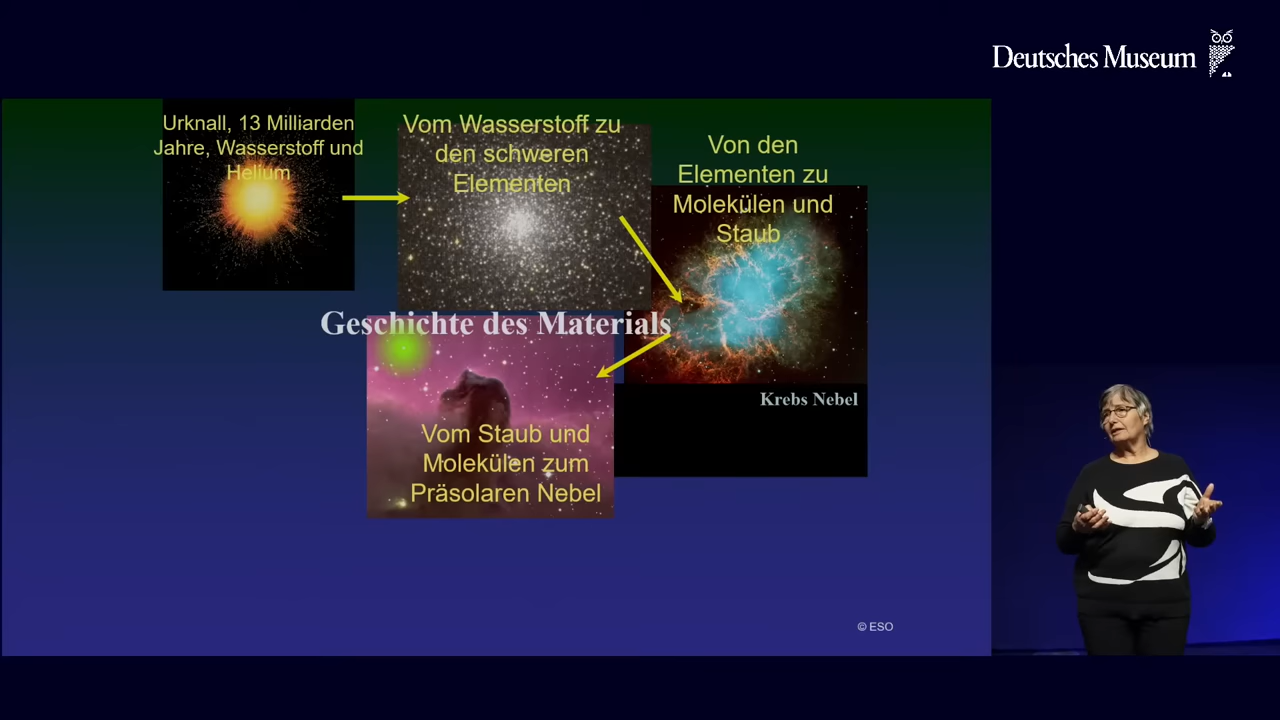 Deutsches Museum
Urknall, 13 Milliarden
Jahre, Wasserstoff und
Helium
Vom Wasserstoff zu
den schweren
Elementen
Von den
Elementen zu
Molekülen und
Staub
Geschichte des Materials
Krebs Nebel
Vom Staub und
Molekülen zum
Präsolaren Nebel
© ESO